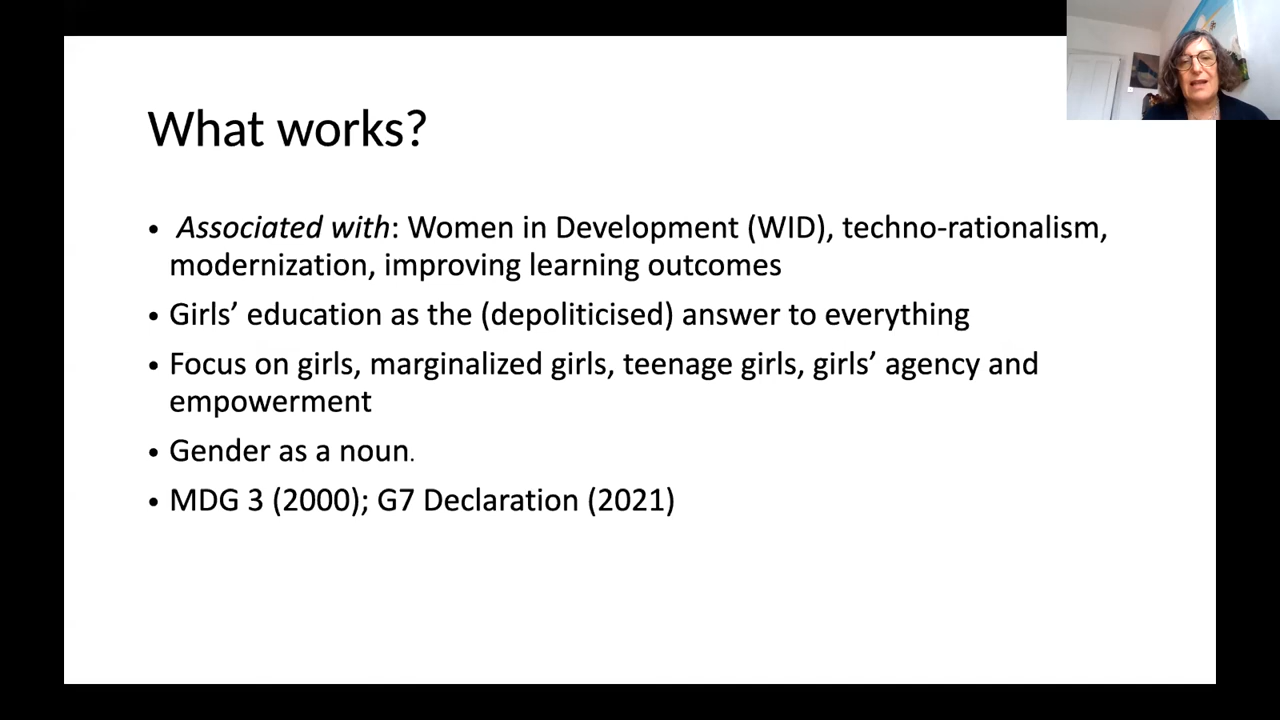 What works?
• Associated with: Women in Development (WID), techno-rationalism,
modernization, improving learning outcomes
• Girls’ education as the (depoliticised) answer to everything
• Focus on girls, marginalized girls, teenage girls, girls’ agency and
empowerment
• Gender as a noun.
• MDG 3 (2000); G7 Declaration (2021)